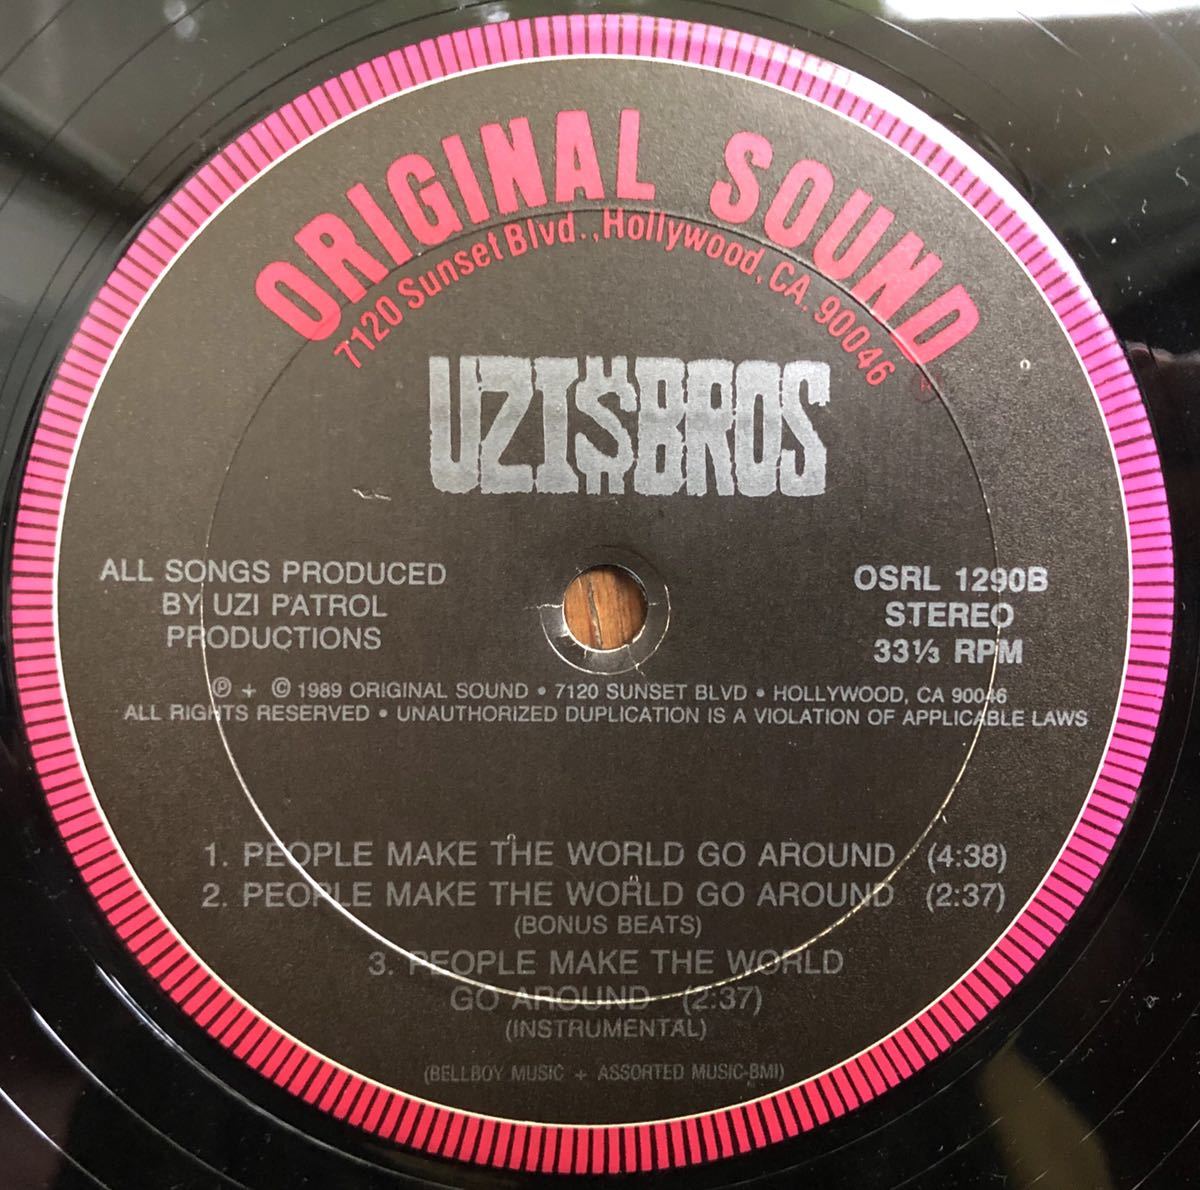 ORIGINAL SOUND
7120 Sunset Blvd., Hollywood, CA. 90046
UZI$BROS
ALL SONGS PRODUCED
BY UZI PATROL
PRODUCTIONS
OSRL 1290B
STEREO
33⅓ RPM
℗ + © 1989 ORIGINAL SOUND • 7120 SUNSET BLVD • HOLLYWOOD, CA 90046
ALL RIGHTS RESERVED • UNAUTHORIZED DUPLICATION IS A VIOLATION OF APPLICABLE LAWS
1. PEOPLE MAKE THE WORLD GO AROUND (4:38)
2. PEOPLE MAKE THE WORLD GO AROUND (2:37)
(BONUS BEATS)
3. PEOPLE MAKE THE WORLD
GO AROUND (2:37)
(INSTRUMENTAL)
(BELLBOY MUSIC + ASSORTED MUSIC-BMI)